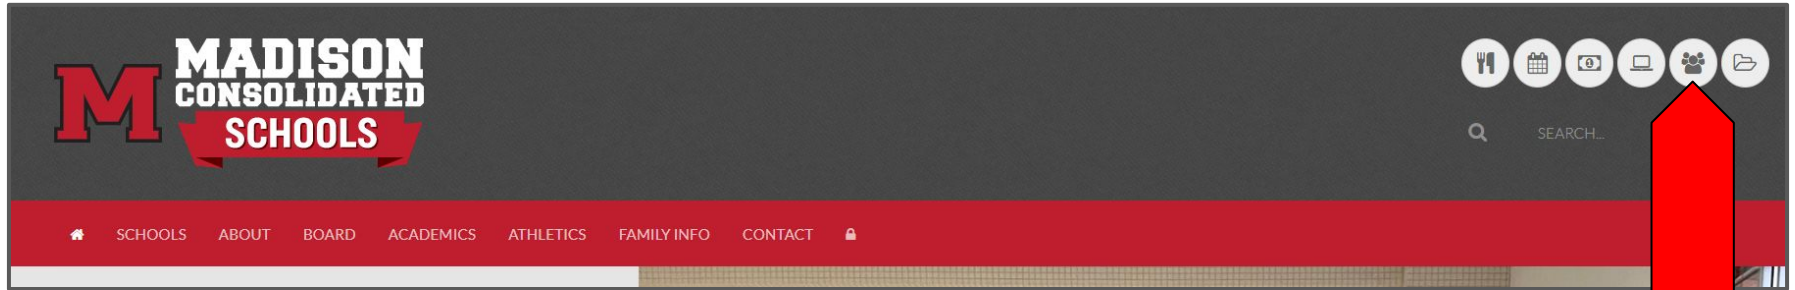 M
MADISON
CONSOLIDATED
SCHOOLS
SEARCH...
SCHOOLS ABOUT BOARD ACADEMICS ATHLETICS FAMILY INFO CONTACT